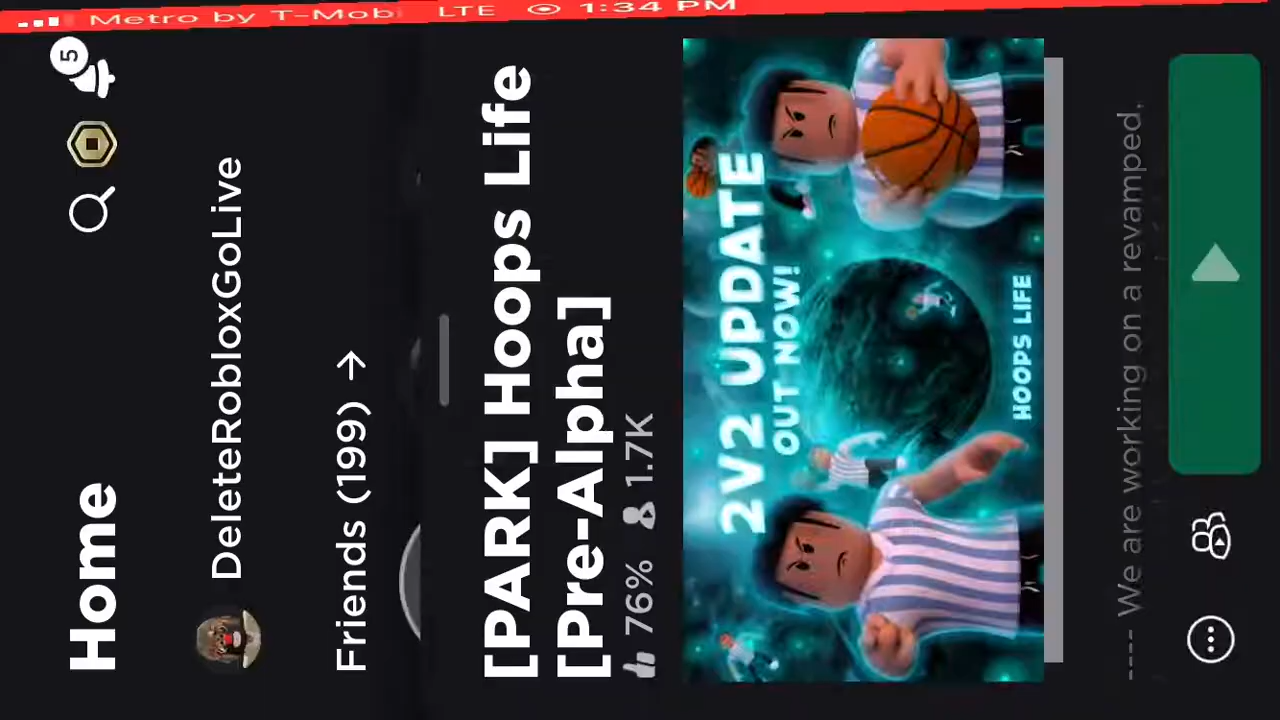 Metro by T-Mobi LTE 1:34 PM
Home
5
DeleteRobloxGoLive
Friends (199) →
[PARK] Hoops Life
[Pre-Alpha]
76% 1.7K
2V2 UPDATE
OUT NOW!
HOOPS LIFE
---- We are working on a revamped,